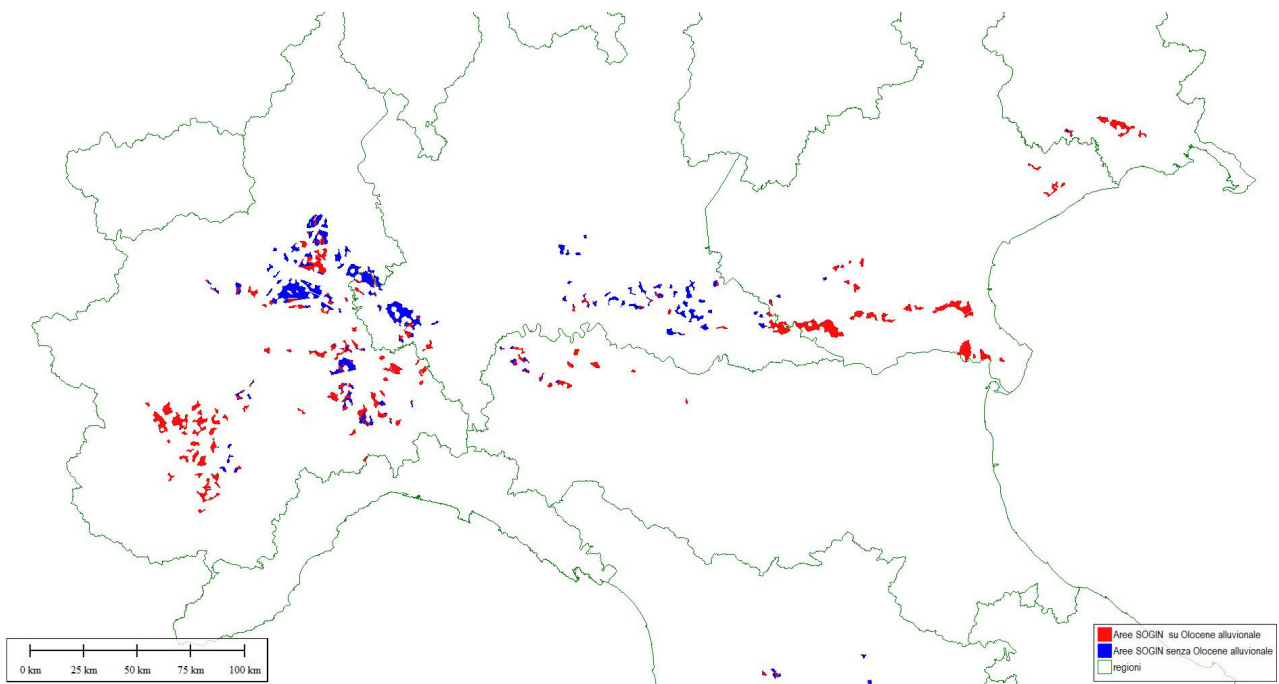 0 km 25 km 50 km 75 km 100 km
Aree SOGIN su Olocene alluvionale
Aree SOGIN senza Olocene alluvionale
regioni